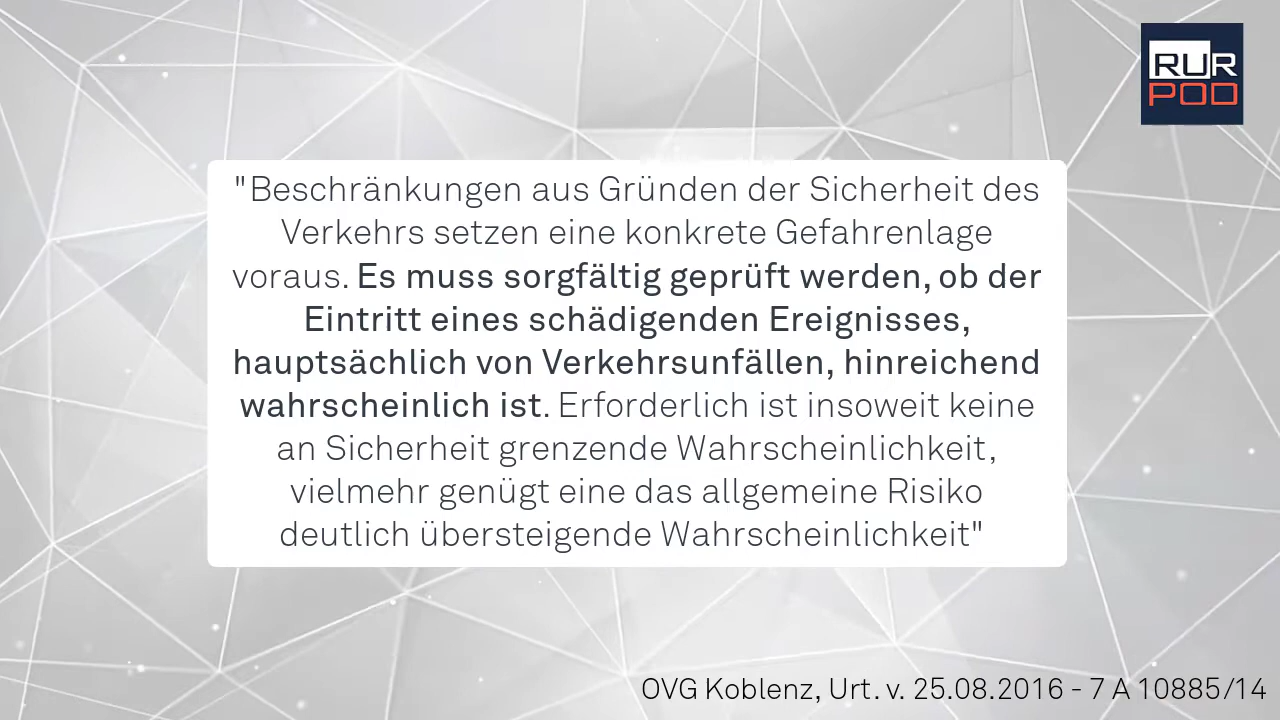 RUR
POD
"Beschränkungen aus Gründen der Sicherheit des
Verkehrs setzen eine konkrete Gefahrenlage
voraus. Es muss sorgfältig geprüft werden, ob der
Eintritt eines schädigenden Ereignisses,
hauptsächlich von Verkehrsunfällen, hinreichend
wahrscheinlich ist. Erforderlich ist insoweit keine
an Sicherheit grenzende Wahrscheinlichkeit,
vielmehr genügt eine das allgemeine Risiko
deutlich übersteigende Wahrscheinlichkeit"
OVG Koblenz, Urt. v. 25.08.2016 - 7 A 10885/14